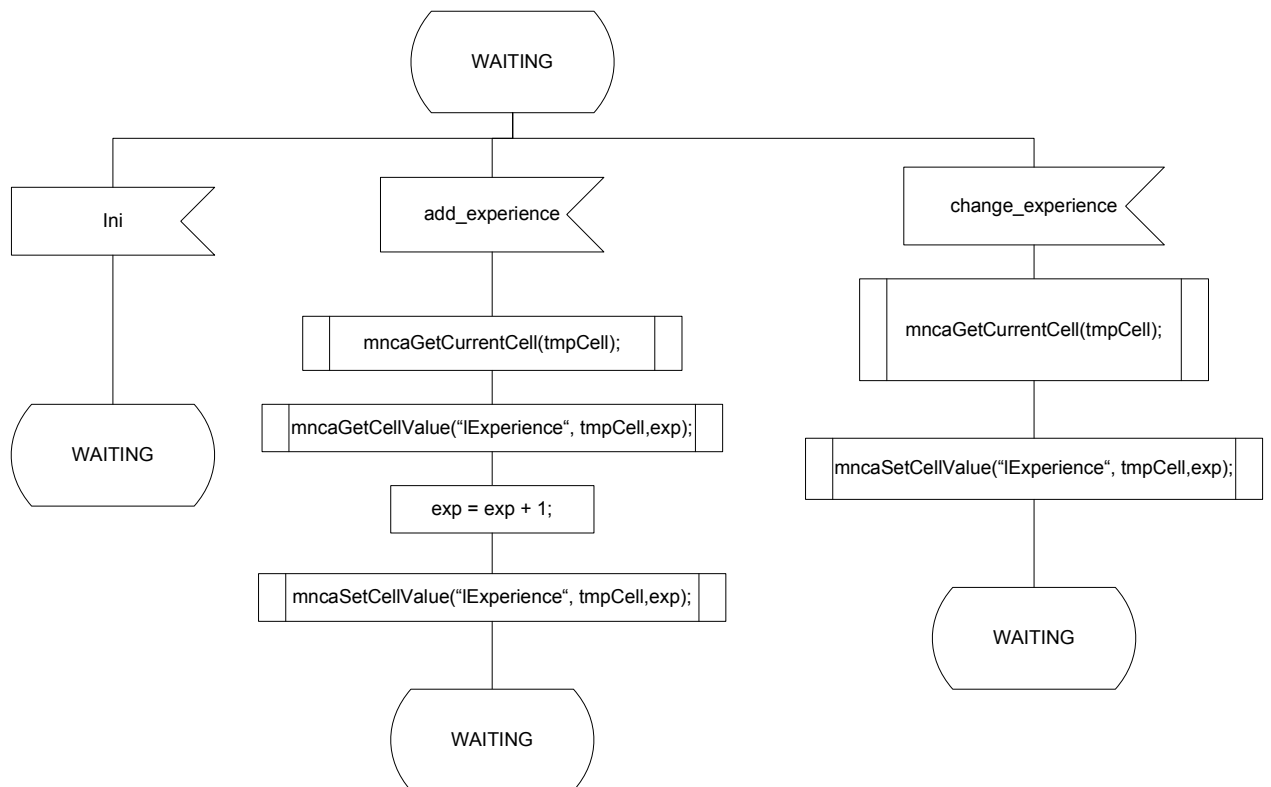 WAITING
Ini
add_experience
change_experience
mncaGetCurrentCell(tmpCell);
mncaGetCurrentCell(tmpCell);
mncaGetCellValue(“lExperience“, tmpCell,exp);
WAITING
mncaSetCellValue(“lExperience“, tmpCell,exp);
exp = exp + 1;
mncaSetCellValue(“lExperience“, tmpCell,exp);
WAITING
WAITING